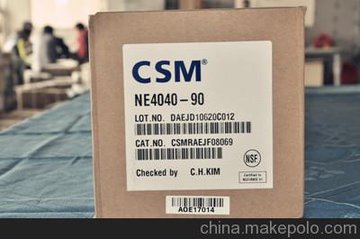 CSM®
NE4040-90
LOT.NO. DAEJD10620C012
CAT.NO. CSMRAEJF08069
NSF
Checked by C.H.KIM
AOE17014
china.makepolo.com